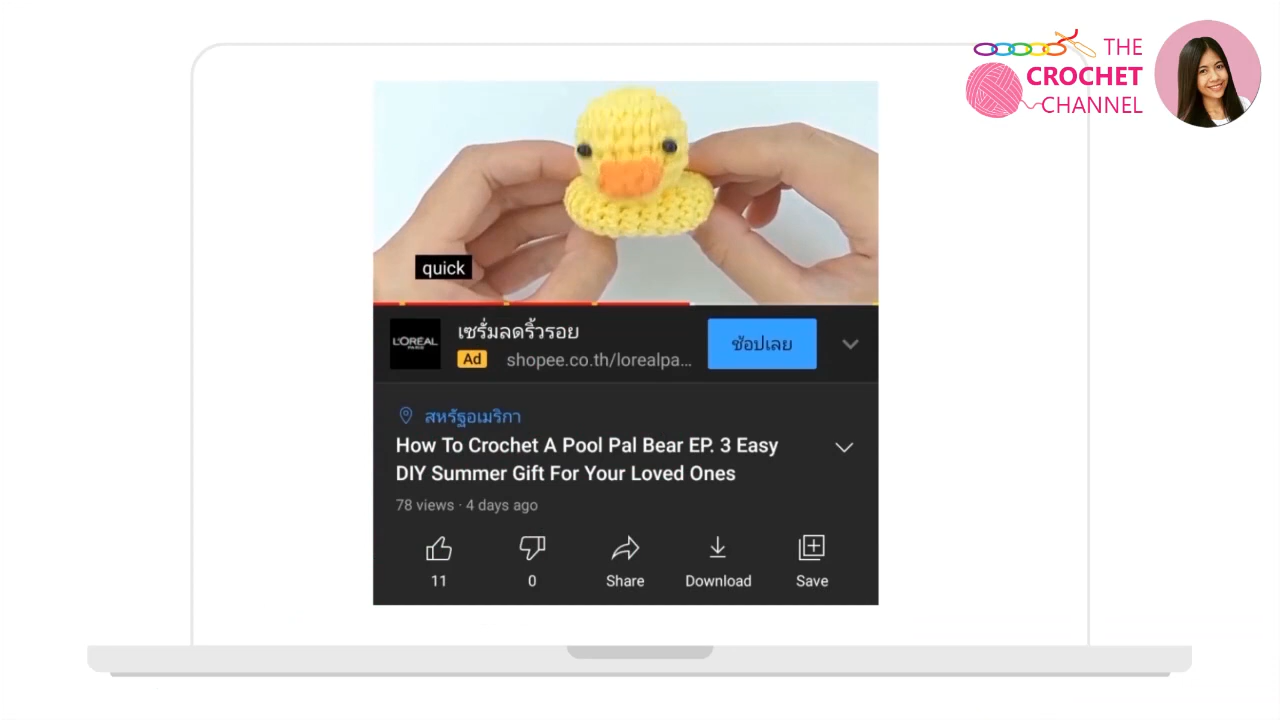 THE
CROCHET
CHANNEL
quick
L'ORÉAL
PARIS
เซรั่มลดริ้วรอย
Ad shopee.co.th/lorealpa...
ช้อปเลย
สหรัฐอเมริกา
How To Crochet A Pool Pal Bear EP. 3 Easy
DIY Summer Gift For Your Loved Ones
78 views · 4 days ago
11
0
Share
Download
Save